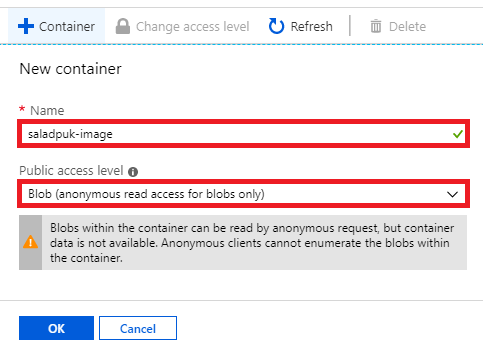 Container Change access level Refresh Delete
New container
* Name
saladpuk-image
Public access level
Blob (anonymous read access for blobs only)
Blobs within the container can be read by anonymous request, but container
data is not available. Anonymous clients cannot enumerate the blobs within
the container.
OK Cancel